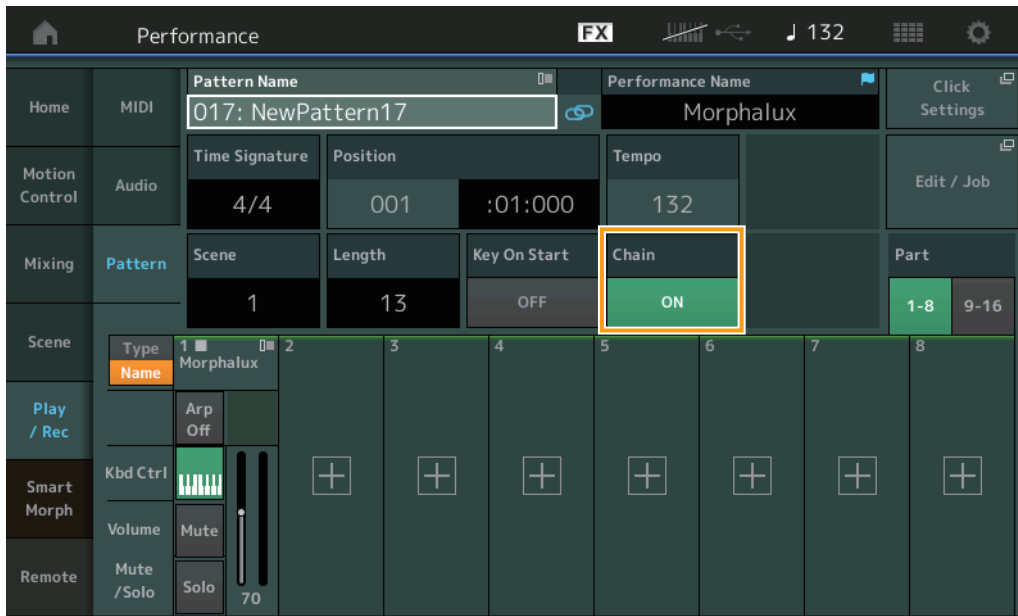 Performance
FX
♩ 132
Home
MIDI
Pattern Name
017: NewPattern17
Performance Name
Morphalux
Click
Settings
Motion
Control
Audio
Time Signature
4/4
Position
001
:01:000
Tempo
132
Edit / Job
Mixing
Pattern
Scene
1
Length
13
Key On Start
OFF
Chain
ON
Part
1-8
9-16
Scene
Type
Name
1
Morphalux
2
3
4
5
6
7
8
Play
/ Rec
Arp
Off
Smart
Morph
Kbd Ctrl
Volume
Mute
Remote
Mute
/Solo
Solo
70